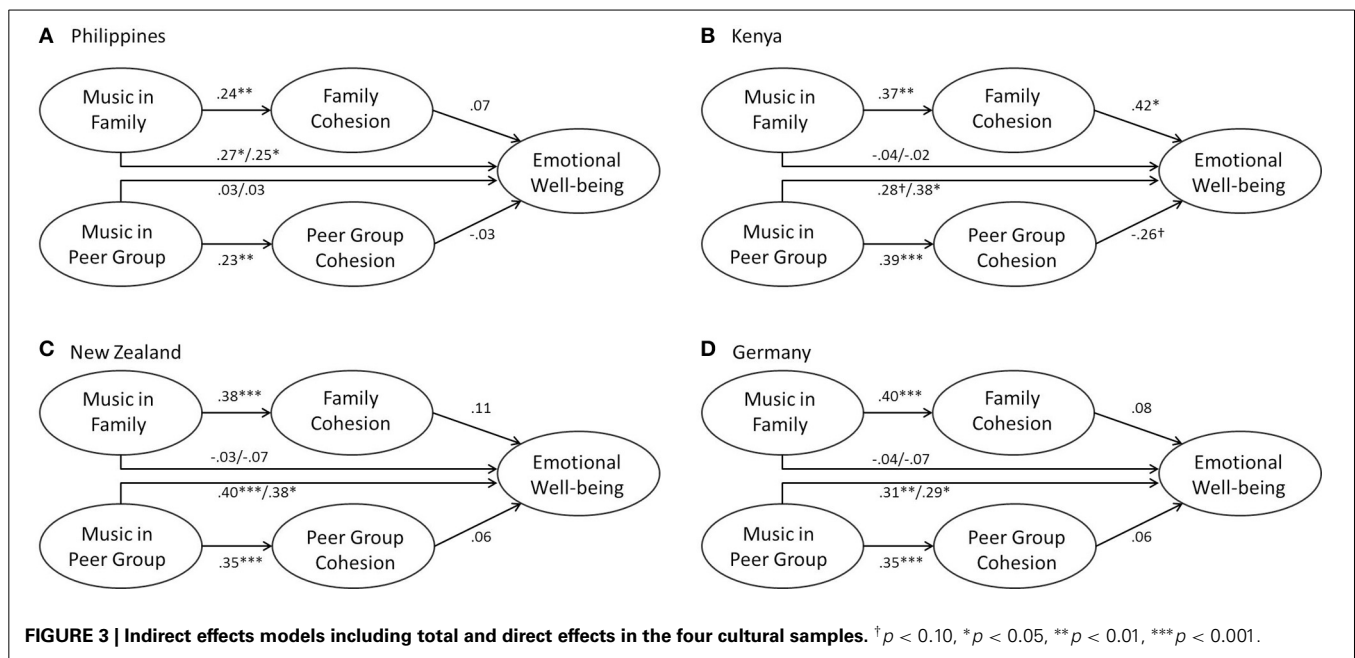 A Philippines
Music in
Family
.24**
Family
Cohesion
.07
.27*/.25*
.03/.03
Emotional
Well-being
Music in
Peer Group
.23**
Peer Group
Cohesion
-.03
B Kenya
Music in
Family
.37**
Family
Cohesion
.42*
-.04/-.02
.28†/.38*
Emotional
Well-being
Music in
Peer Group
.39***
Peer Group
Cohesion
-.26†
C New Zealand
Music in
Family
.38***
Family
Cohesion
.11
-.03/-.07
.40***/.38*
Emotional
Well-being
Music in
Peer Group
.35***
Peer Group
Cohesion
.06
D Germany
Music in
Family
.40***
Family
Cohesion
.08
-.04/-.07
.31**/.29*
Emotional
Well-being
Music in
Peer Group
.35***
Peer Group
Cohesion
.06
FIGURE 3 | Indirect effects models including total and direct effects in the four cultural samples. †p < 0.10, *p < 0.05, **p < 0.01, ***p < 0.001.